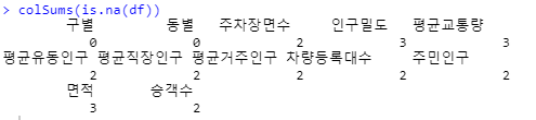 > colSums(is.na(df))
구별 동별 주차장면수 인구밀도 평균교통량
0 0 2 3 3
평균유동인구 평균직장인구 평균거주인구 차량등록대수 주민인구
2 2 2 2 2
면적 승객수
3 2